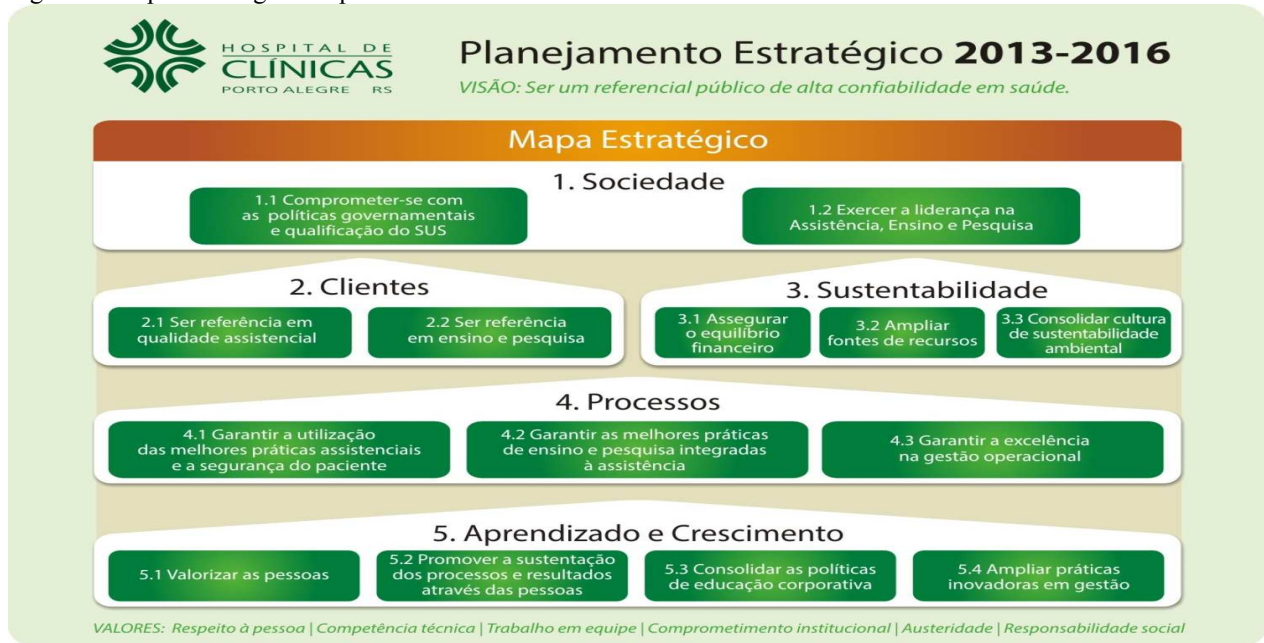 HOSPITAL DE
CLÍNICAS
PORTO ALEGRE RS
Planejamento Estratégico 2013-2016
VISÃO: Ser um referencial público de alta confiabilidade em saúde.
Mapa Estratégico
1. Sociedade
1.1 Comprometer-se com
as políticas governamentais
e qualificação do SUS
1.2 Exercer a liderança na
Assistência, Ensino e Pesquisa
2. Clientes
2.1 Ser referência em
qualidade assistencial
2.2 Ser referência
em ensino e pesquisa
3. Sustentabilidade
3.1 Assegurar
o equilíbrio
financeiro
3.2 Ampliar
fontes de recursos
3.3 Consolidar cultura
de sustentabilidade
ambiental
4. Processos
4.1 Garantir a utilização
das melhores práticas assistenciais
e a segurança do paciente
4.2 Garantir as melhores práticas
de ensino e pesquisa integradas
à assistência
4.3 Garantir a excelência
na gestão operacional
5. Aprendizado e Crescimento
5.1 Valorizar as pessoas
5.2 Promover a sustentação
dos processos e resultados
através das pessoas
5.3 Consolidar as políticas
de educação corporativa
5.4 Ampliar práticas
inovadoras em gestão
VALORES: Respeito à pessoa | Competência técnica | Trabalho em equipe | Comprometimento institucional | Austeridade | Responsabilidade social